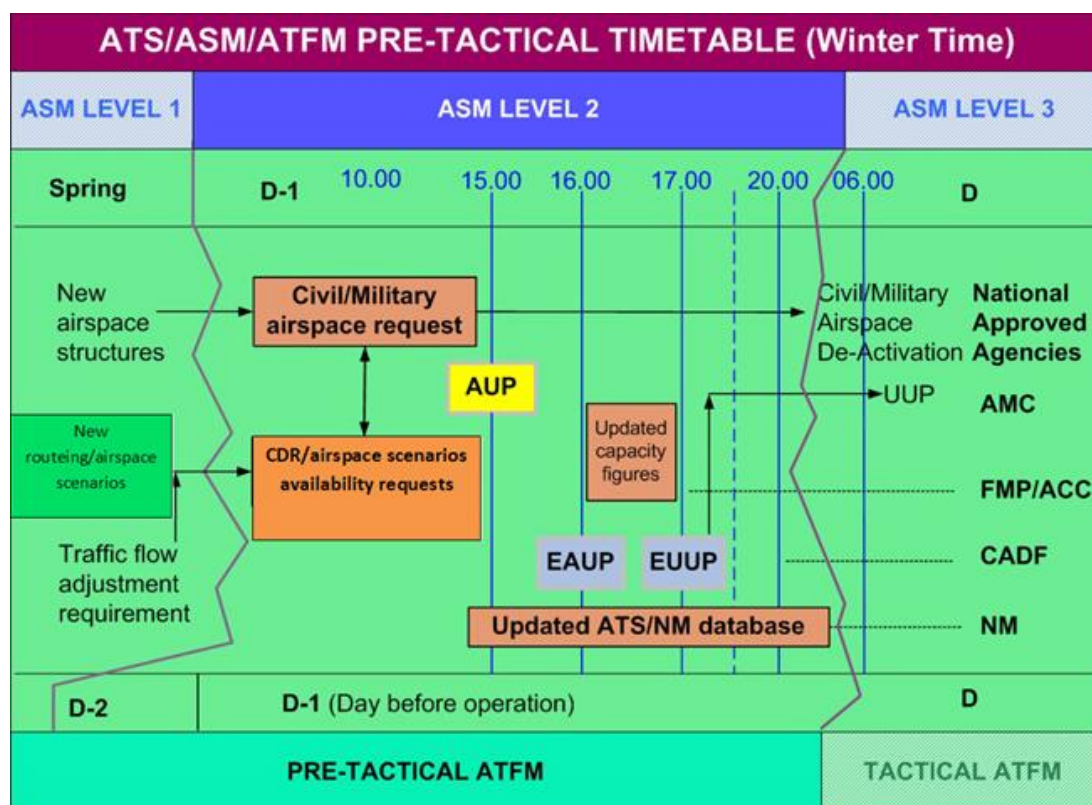 ATS/ASM/ATFM PRE-TACTICAL TIMETABLE (Winter Time)
ASM LEVEL 1
ASM LEVEL 2
ASM LEVEL 3
Spring
D-1
10.00
15.00
16.00
17.00
20.00
06.00
D
New
airspace
structures
Civil/Military
airspace request
Civil/Military
Airspace
De-Activation
National
Approved
Agencies
AUP
UUP
AMC
New
routeing/airspace
scenarios
CDR/airspace scenarios
availability requests
Updated
capacity
figures
FMP/ACC
Traffic flow
adjustment
requirement
EAUP
EUUP
CADF
Updated ATS/NM database
NM
D-2
D-1 (Day before operation)
D
PRE-TACTICAL ATFM
TACTICAL ATFM